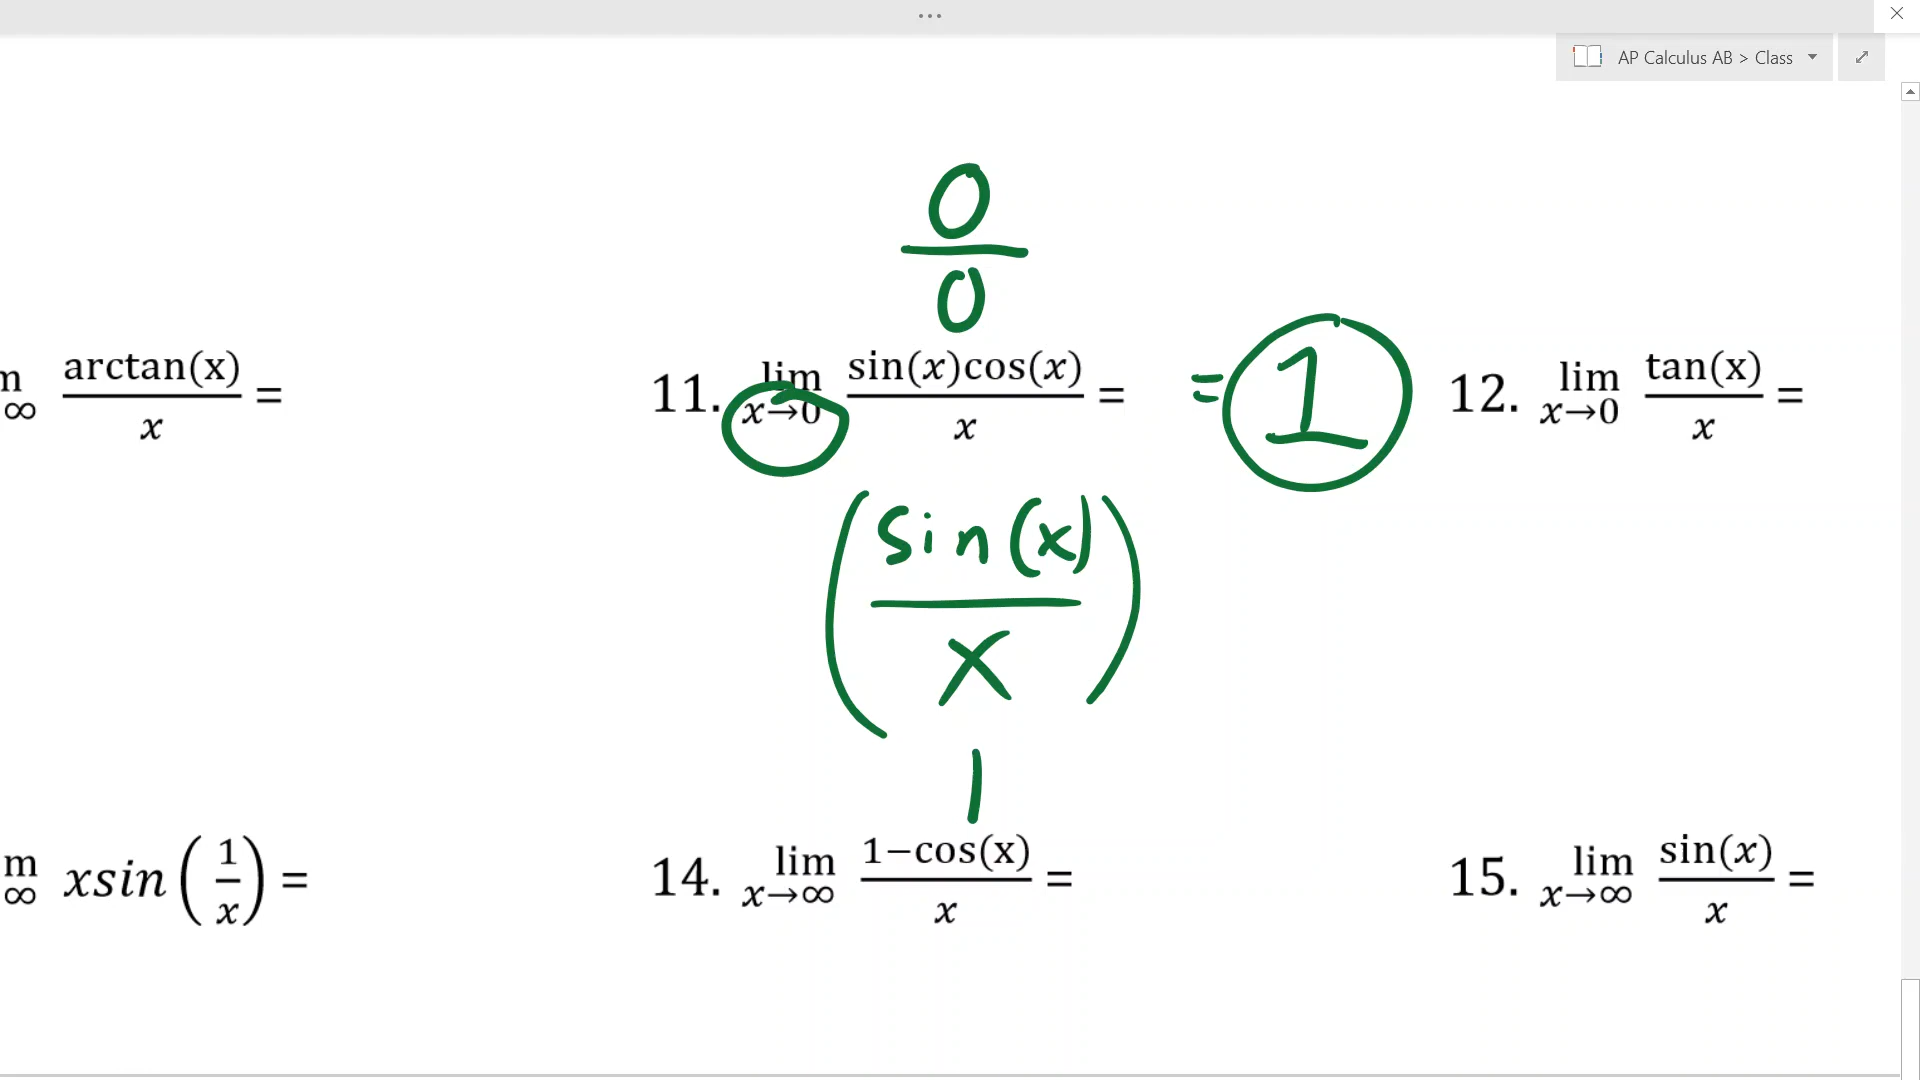 ...
AP Calculus AB > Class
0
0
m
∞ arctan(x)
x =
11. lim
x→0 sin(x)cos(x)
x = = 1
12. lim
x→0 tan(x)
x =
(sin(x)
x)
1
m
∞ xsin(1
x) =
14. lim
x→∞ 1−cos(x)
x =
15. lim
x→∞ sin(x)
x =